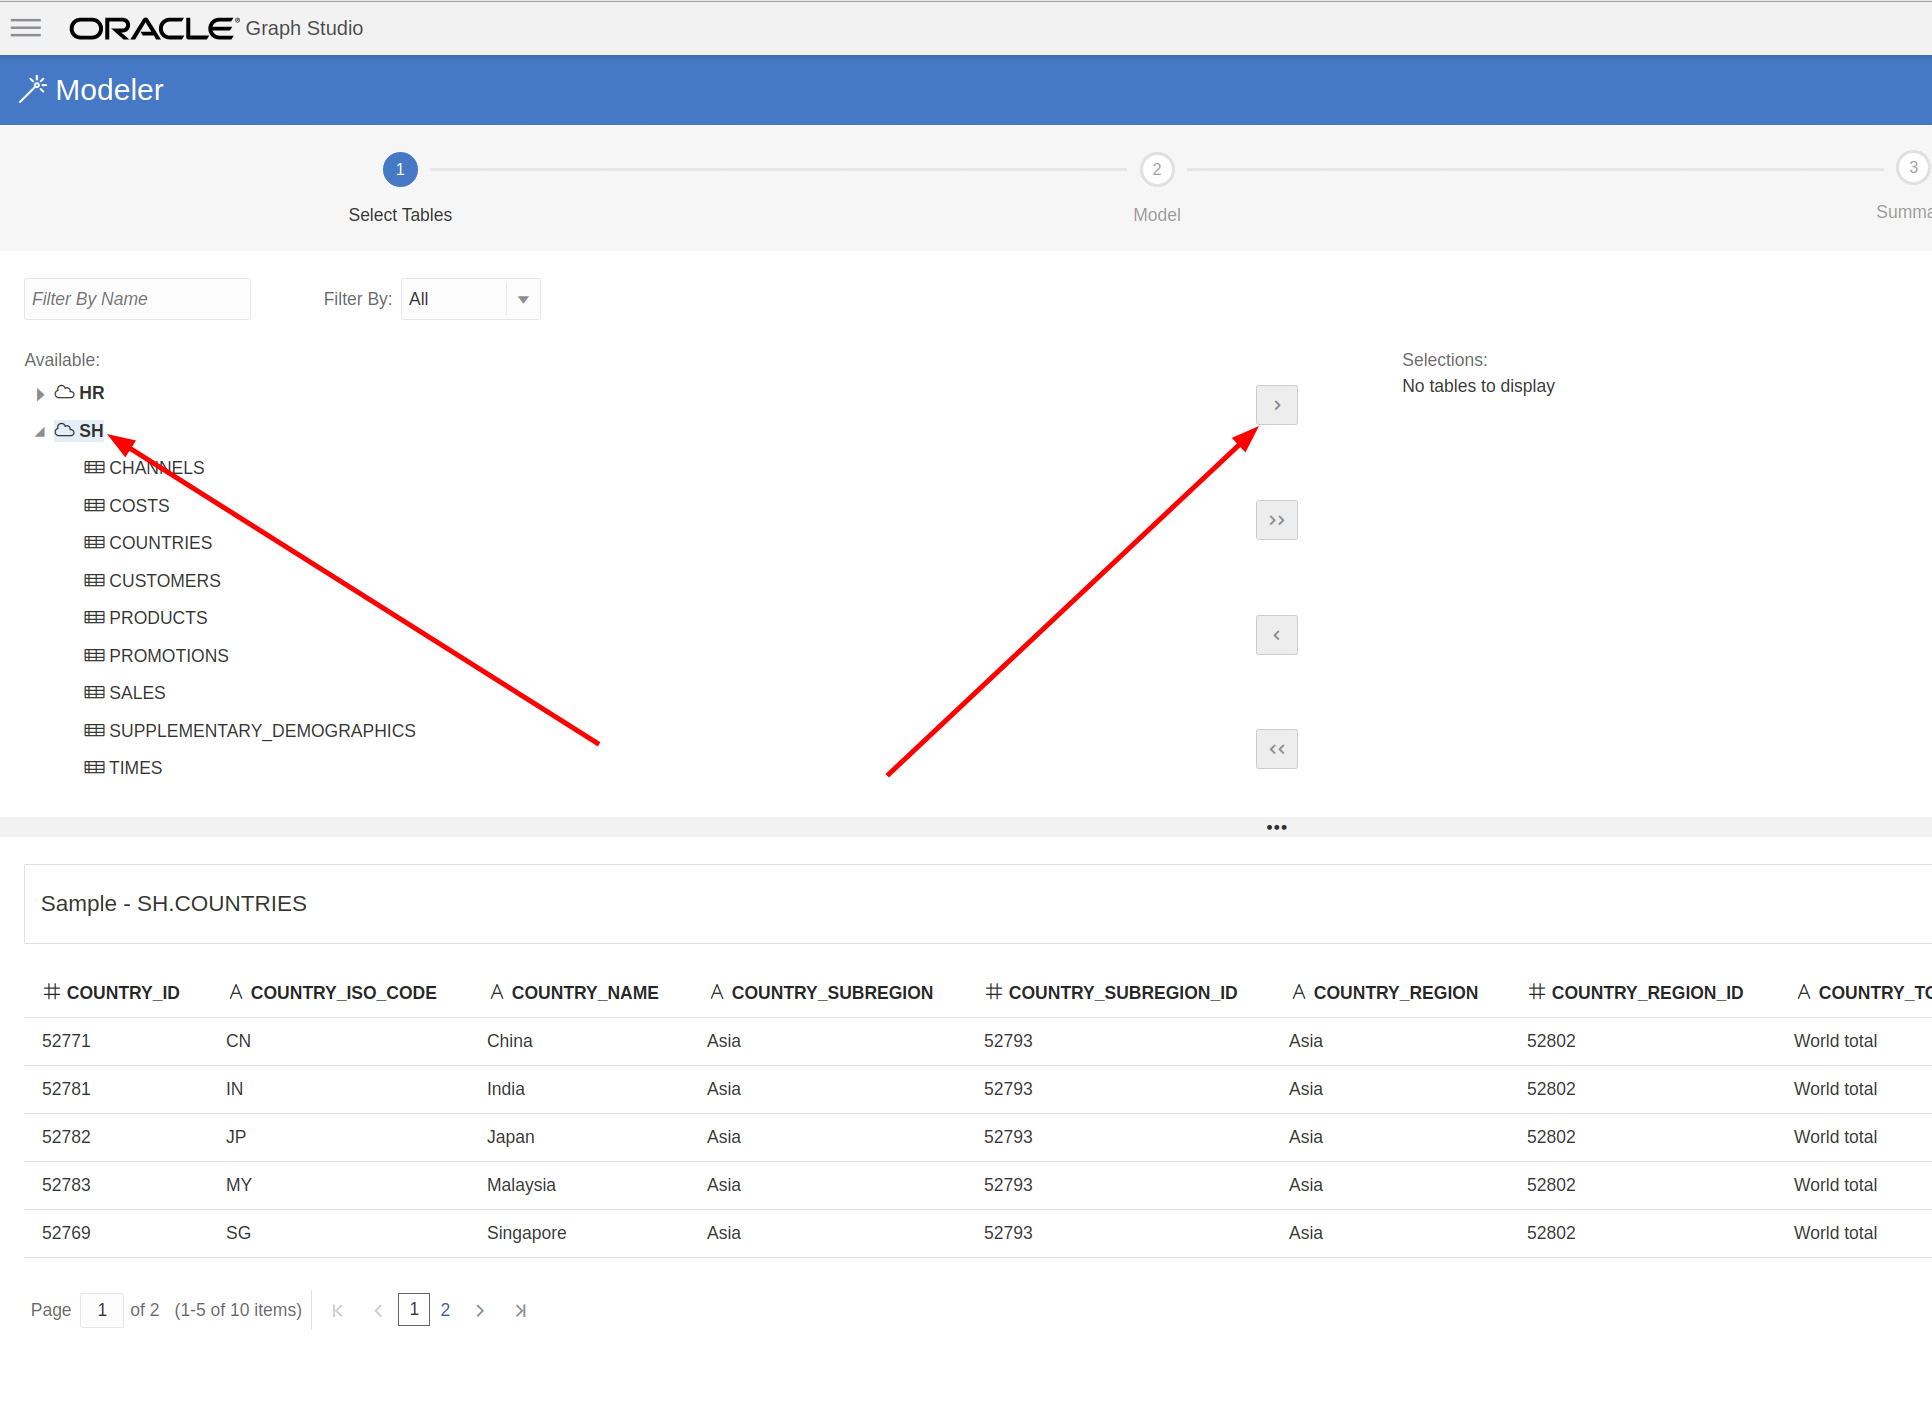 ORACLE® Graph Studio
Modeler
1
2
3
Select Tables
Model
Summa
Filter By Name
Filter By:
All
Available:
Selections:
HR
No tables to display
SH
>
CHANNELS
COSTS
>>
COUNTRIES
CUSTOMERS
PRODUCTS
<
PROMOTIONS
SALES
SUPPLEMENTARY_DEMOGRAPHICS
<<
TIMES
Sample - SH.COUNTRIES
# COUNTRY_ID A COUNTRY_ISO_CODE A COUNTRY_NAME A COUNTRY_SUBREGION # COUNTRY_SUBREGION_ID A COUNTRY_REGION # COUNTRY_REGION_ID A COUNTRY_TO
52771 CN China Asia 52793 Asia 52802 World total
52781 IN India Asia 52793 Asia 52802 World total
52782 JP Japan Asia 52793 Asia 52802 World total
52783 MY Malaysia Asia 52793 Asia 52802 World total
52769 SG Singapore Asia 52793 Asia 52802 World total
Page 1 of 2 (1-5 of 10 items) 1 2